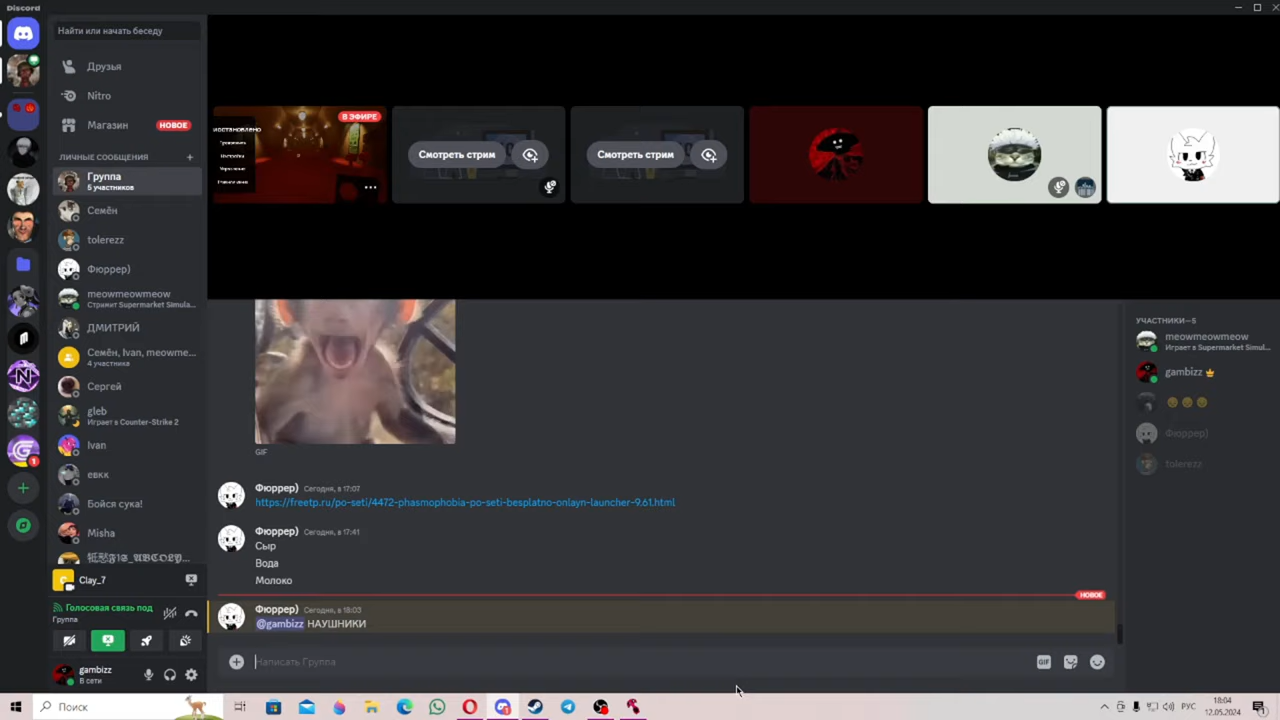 Discord
Найти или начать беседу
Друзья
Nitro
Магазин
НОВОЕ
ЛИЧНЫЕ СООБЩЕНИЯ
Группа
5 участников
Семён
tolerezz
Фюррер)
meowmeowmeow
Стримит Supermarket Simula...
ДМИТРИЙ
Семён, Ivan, meowme...
4 участника
Сергей
gleb
Играет в Counter-Strike 2
Ivan
евкк
Бойся сука!
Misha
Clay_7
Голосовая связь под
Группа
gambizz
В сети
В ЭФИРЕ
Настройки
Смотреть стрим
Смотреть стрим
GIF
Фюррер) Сегодня, в 17:07
https://freetp.ru/po-seti/4472-phasmophobia-po-seti-besplatno-onlayn-launcher-9.61.html
Фюррер) Сегодня, в 17:41
Сыр
Вода
Молоко
НОВОЕ
Фюррер) Сегодня, в 18:03
@gambizz НАУШНИКИ
Написать Группа
GIF
УЧАСТНИКИ—5
meowmeowmeow
Играет в Supermarket Simul...
gambizz
Фюррер)
tolerezz
1
Поиск
РУС
18:04
12.05.2024